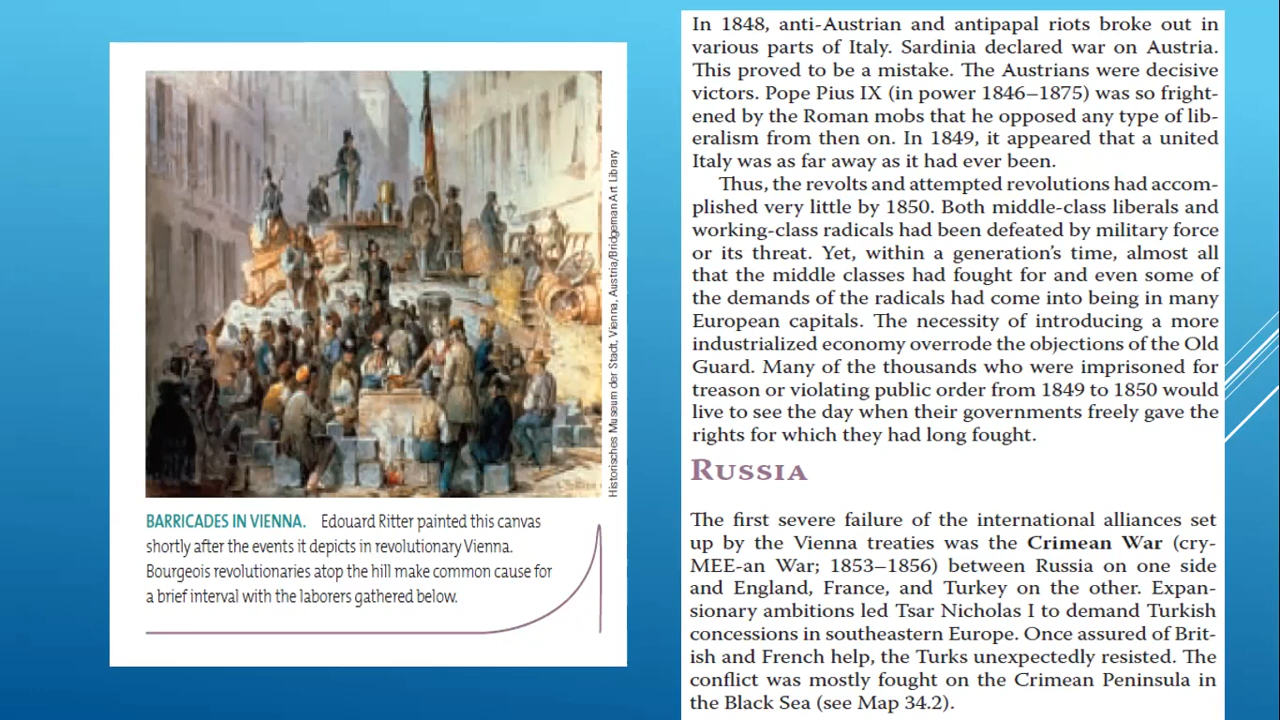 Historisches Museum der Stadt, Vienna, Austria/Bridgeman Art Library
BARRICADES IN VIENNA. Edouard Ritter painted this canvas
shortly after the events it depicts in revolutionary Vienna.
Bourgeois revolutionaries atop the hill make common cause for
a brief interval with the laborers gathered below.
In 1848, anti-Austrian and antipapal riots broke out in
various parts of Italy. Sardinia declared war on Austria.
This proved to be a mistake. The Austrians were decisive
victors. Pope Pius IX (in power 1846–1875) was so fright-
ened by the Roman mobs that he opposed any type of lib-
eralism from then on. In 1849, it appeared that a united
Italy was as far away as it had ever been.
Thus, the revolts and attempted revolutions had accom-
plished very little by 1850. Both middle-class liberals and
working-class radicals had been defeated by military force
or its threat. Yet, within a generation’s time, almost all
that the middle classes had fought for and even some of
the demands of the radicals had come into being in many
European capitals. The necessity of introducing a more
industrialized economy overrode the objections of the Old
Guard. Many of the thousands who were imprisoned for
treason or violating public order from 1849 to 1850 would
live to see the day when their governments freely gave the
rights for which they had long fought.
RUSSIA
The first severe failure of the international alliances set
up by the Vienna treaties was the Crimean War (cry-
MEE-an War; 1853–1856) between Russia on one side
and England, France, and Turkey on the other. Expan-
sionary ambitions led Tsar Nicholas I to demand Turkish
concessions in southeastern Europe. Once assured of Brit-
ish and French help, the Turks unexpectedly resisted. The
conflict was mostly fought on the Crimean Peninsula in
the Black Sea (see Map 34.2).